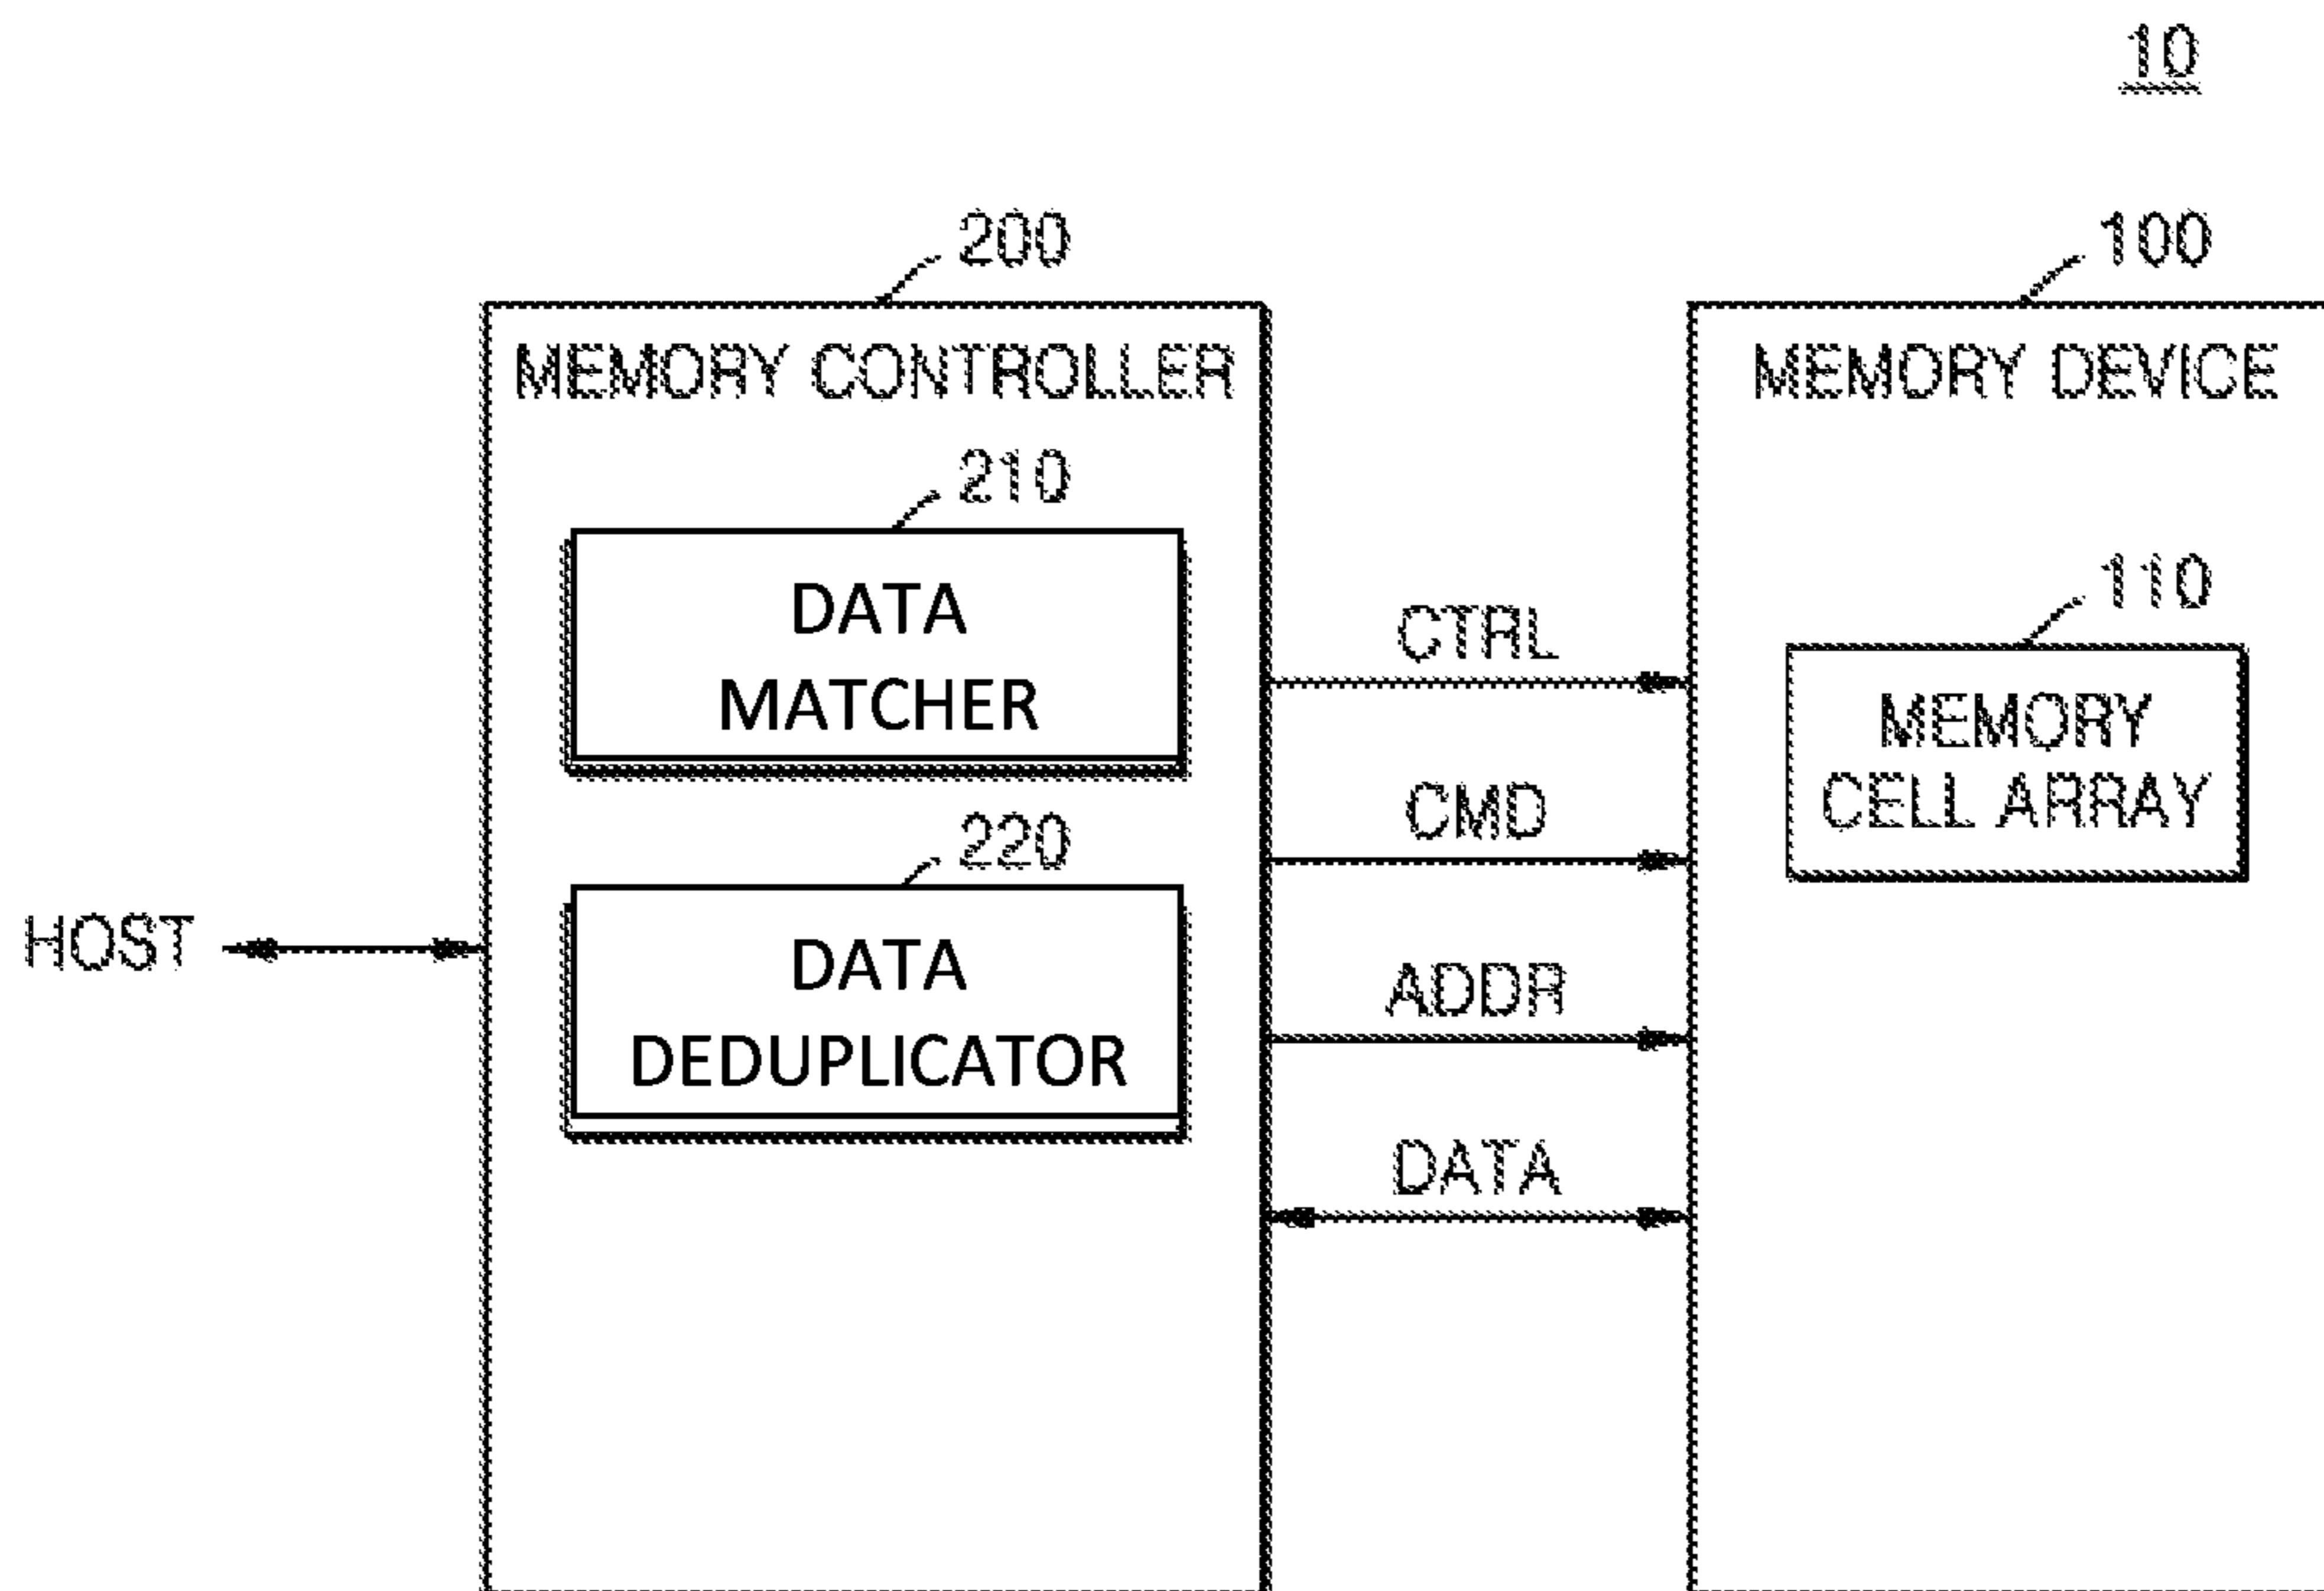 10
200
100
MEMORY CONTROLLER
MEMORY DEVICE
210
DATA
MATCHER
110
CTRL
MEMORY
CELL ARRAY
CMD
220
HOST
DATA
DEDUPLICATOR
ADDR
DATA